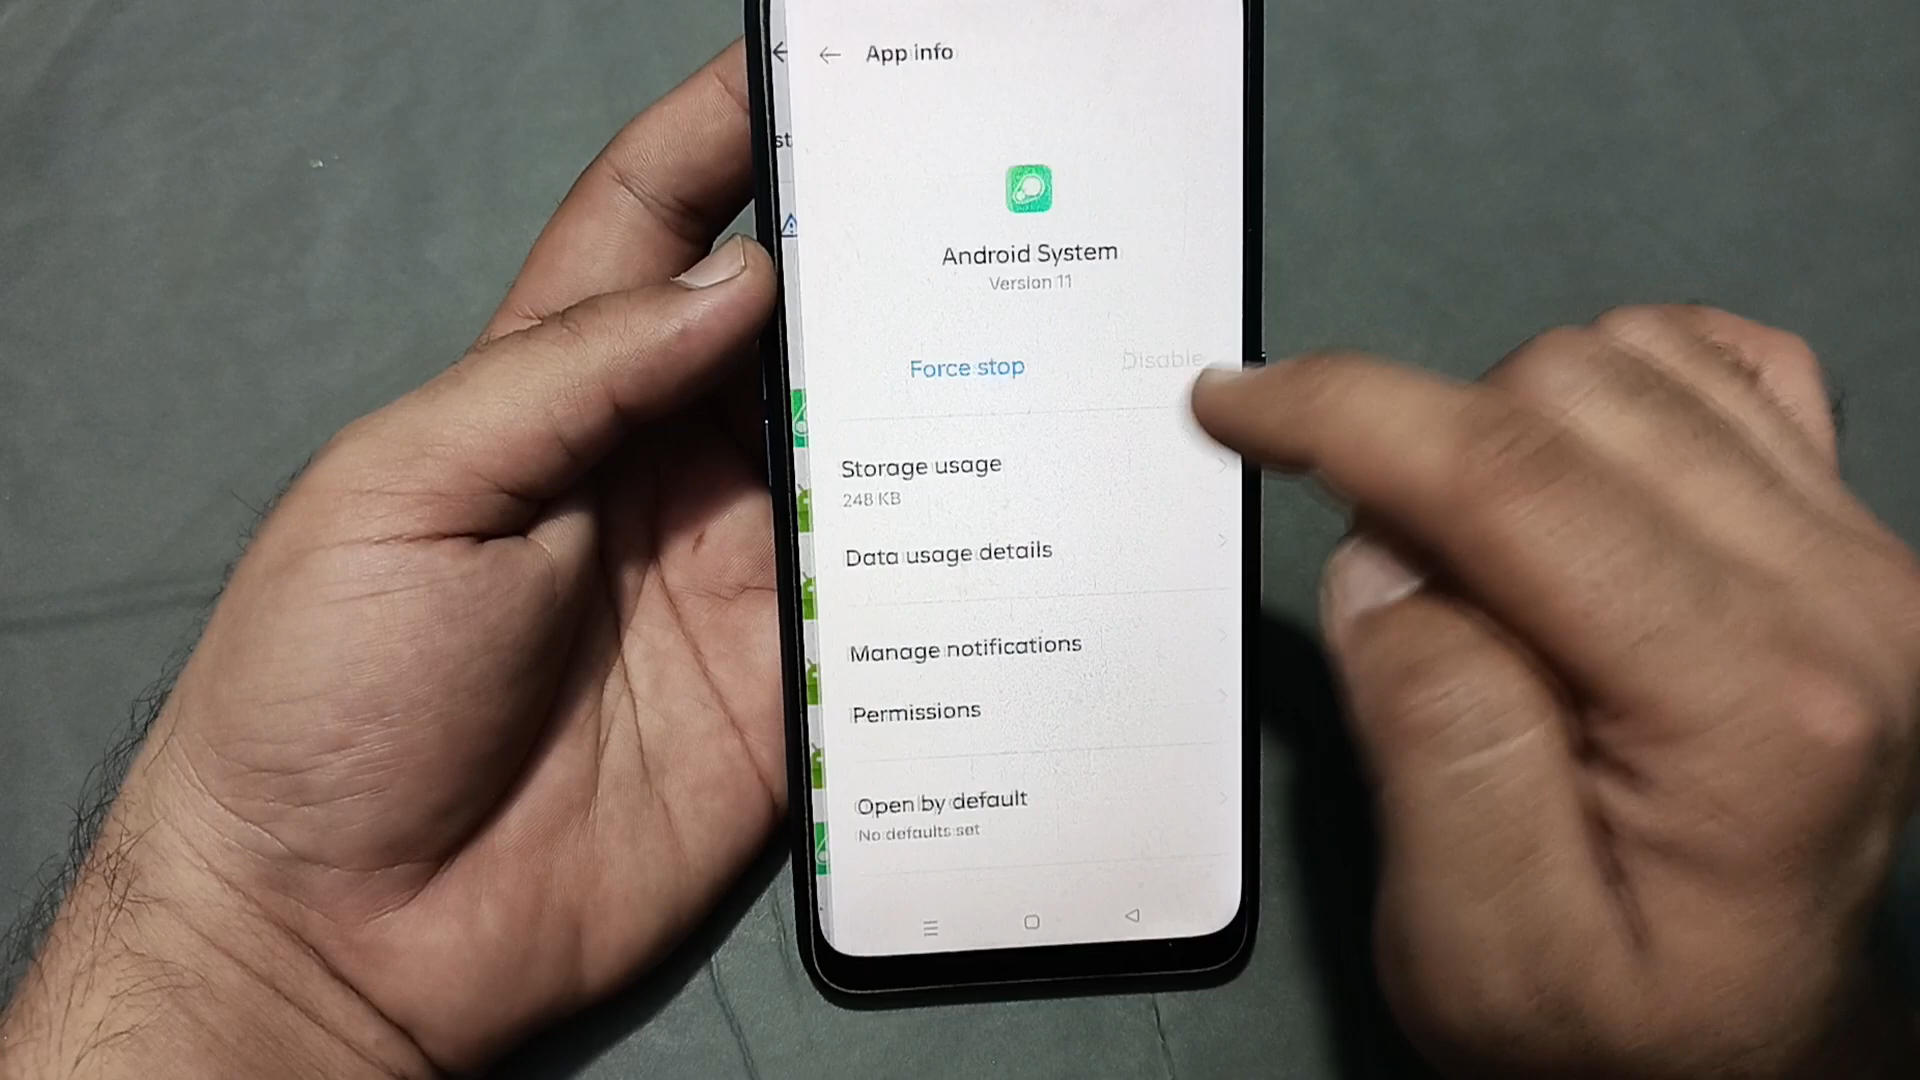 App info
st
Android System
Version 11
Force stop
Disable
Storage usage
248 KB
Data usage details
Manage notifications
Permissions
Open by default
No defaults set